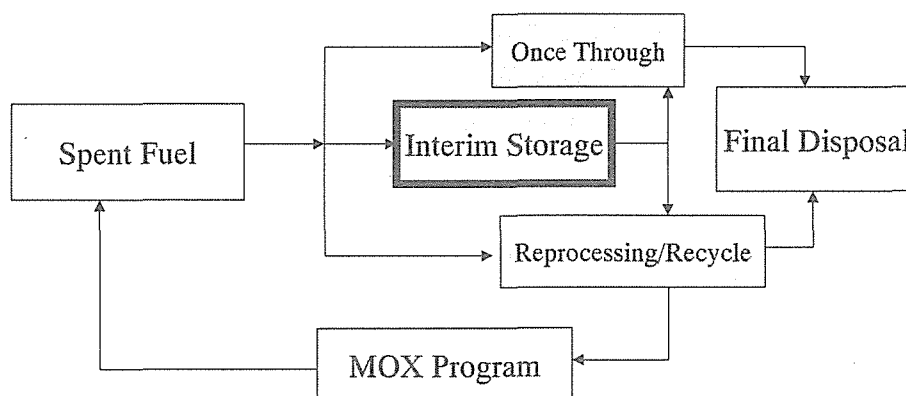 Once Through
Spent Fuel
Interim Storage
Final Disposal
Reprocessing/Recycle
MOX Program